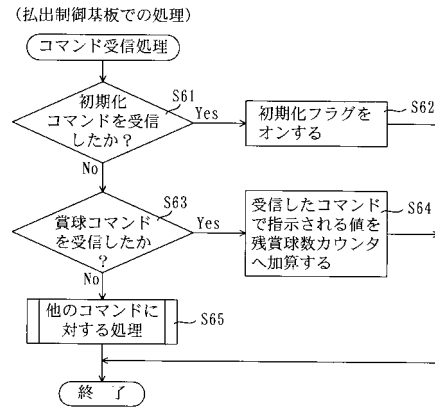 (払出制御基板での処理)
コマンド受信処理
S61
初期化
コマンドを受信
したか?
Yes
No
S62
初期化フラグを
オンする
S63
賞球コマンド
を受信したか
?
Yes
No
S64
受信したコマンド
で指示される値を
残賞球数カウンタ
へ加算する
他のコマンドに
対する処理
S65
終 了